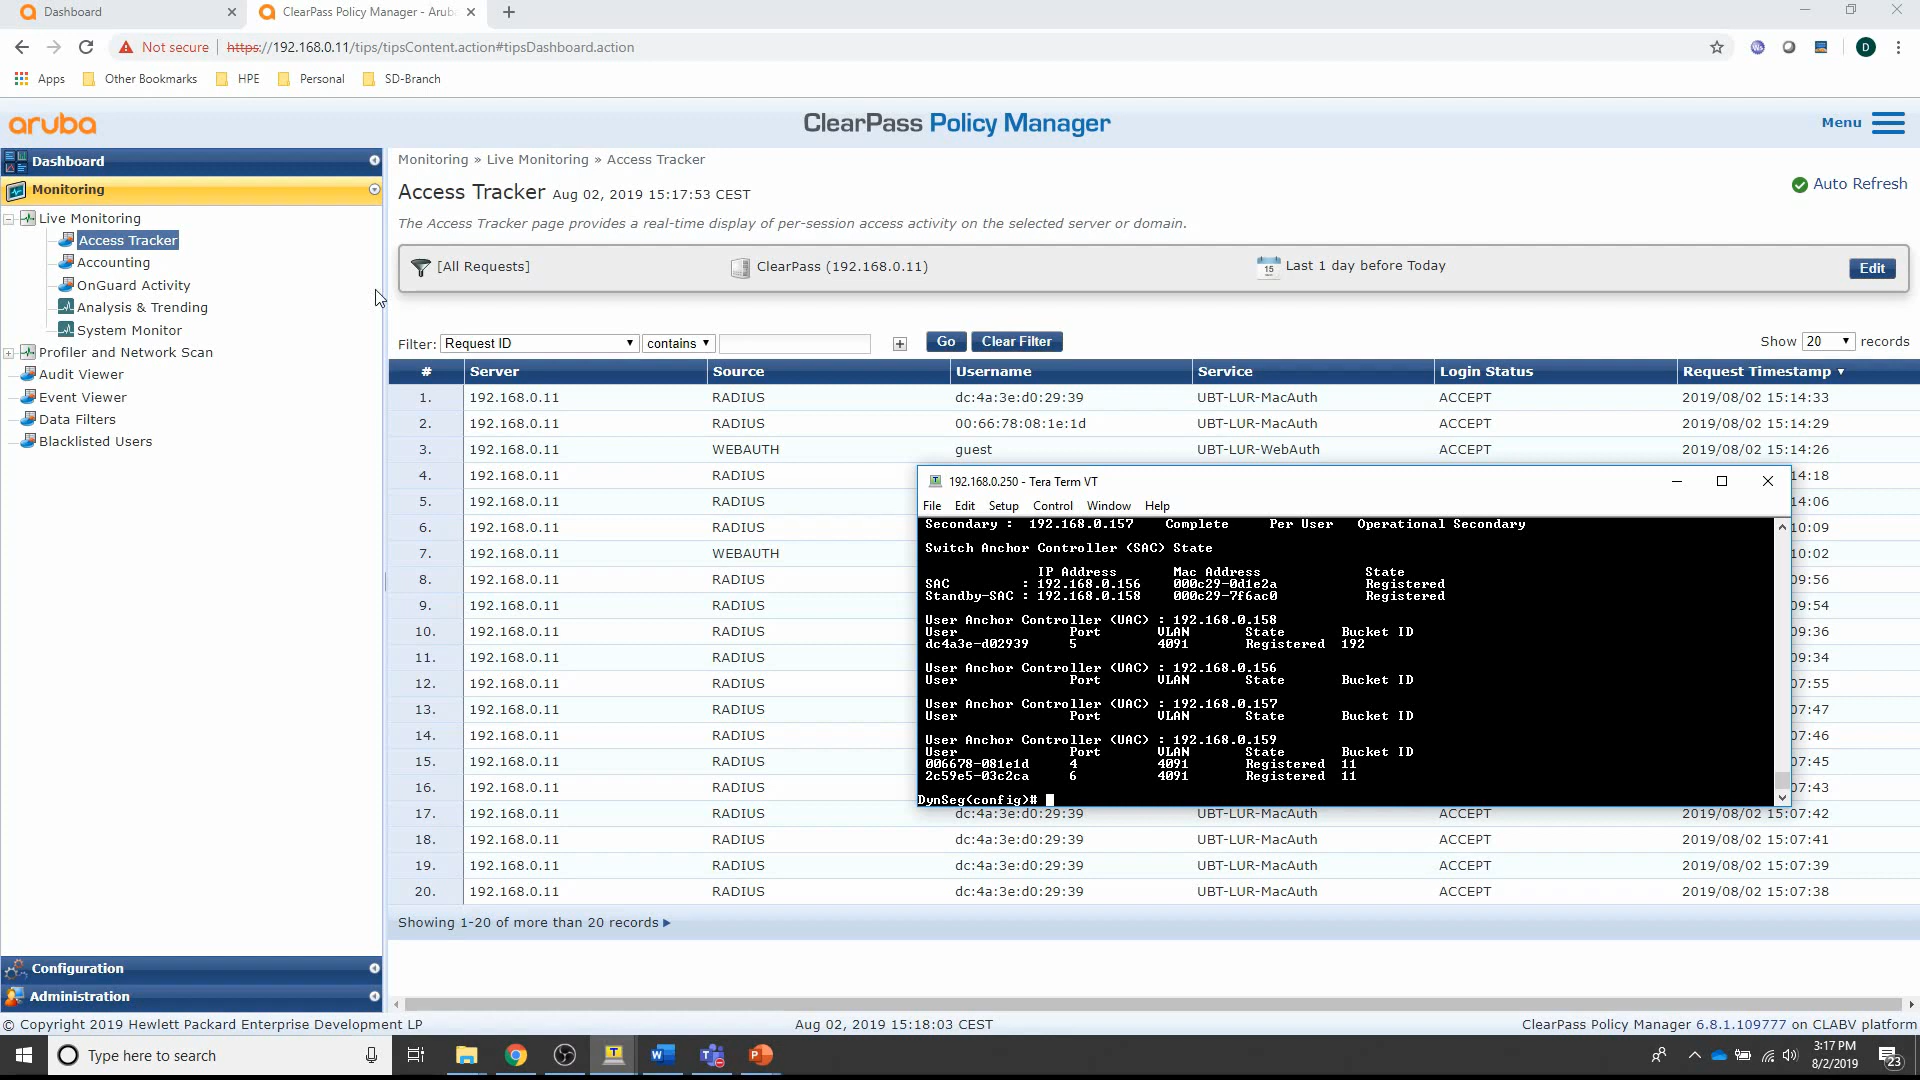 Dashboard
ClearPass Policy Manager - Arub
Not secure https://192.168.0.11/tips/tipsContent.action#tipsDashboard.action
D
Apps Other Bookmarks HPE Personal SD-Branch
aruba ClearPass Policy Manager Menu
Dashboard
Monitoring
Live Monitoring
Access Tracker
Accounting
OnGuard Activity
Analysis & Trending
System Monitor
Profiler and Network Scan
Audit Viewer
Event Viewer
Data Filters
Blacklisted Users
Configuration
Administration
Monitoring » Live Monitoring » Access Tracker
Access Tracker Aug 02, 2019 15:17:53 CEST
Auto Refresh
The Access Tracker page provides a real-time display of per-session access activity on the selected server or domain.
[All Requests] ClearPass (192.168.0.11) 15 Last 1 day before Today Edit
Filter: Request ID contains Go Clear Filter Show 20 records
# Server Source Username Service Login Status Request Timestamp
1. 192.168.0.11 RADIUS dc:4a:3e:d0:29:39 UBT-LUR-MacAuth ACCEPT 2019/08/02 15:14:33
2. 192.168.0.11 RADIUS 00:66:78:08:1e:1d UBT-LUR-MacAuth ACCEPT 2019/08/02 15:14:29
3. 192.168.0.11 WEBAUTH guest UBT-LUR-WebAuth ACCEPT 2019/08/02 15:14:26
4. 192.168.0.11 RADIUS 4:18
5. 192.168.0.11 RADIUS 4:06
6. 192.168.0.11 RADIUS 10:09
7. 192.168.0.11 WEBAUTH 10:02
8. 192.168.0.11 RADIUS 09:56
9. 192.168.0.11 RADIUS 09:54
10. 192.168.0.11 RADIUS 09:36
11. 192.168.0.11 RADIUS 09:34
12. 192.168.0.11 RADIUS 07:55
13. 192.168.0.11 RADIUS 07:47
14. 192.168.0.11 RADIUS 07:46
15. 192.168.0.11 RADIUS 07:45
16. 192.168.0.11 RADIUS 07:43
17. 192.168.0.11 RADIUS dc:4a:3e:d0:29:39 UBT-LUR-MacAuth ACCEPT 2019/08/02 15:07:42
18. 192.168.0.11 RADIUS dc:4a:3e:d0:29:39 UBT-LUR-MacAuth ACCEPT 2019/08/02 15:07:41
19. 192.168.0.11 RADIUS dc:4a:3e:d0:29:39 UBT-LUR-MacAuth ACCEPT 2019/08/02 15:07:39
20. 192.168.0.11 RADIUS dc:4a:3e:d0:29:39 UBT-LUR-MacAuth ACCEPT 2019/08/02 15:07:38
Showing 1-20 of more than 20 records
192.168.0.250 - Tera Term VT
File Edit Setup Control Window Help
Secondary : 192.168.0.157 Complete Per User Operational Secondary
Switch Anchor Controller (SAC) State
IP Address Mac Address State
SAC : 192.168.0.156 000c29-0d1e2a Registered
Standby-SAC : 192.168.0.158 000c29-7f6ac0 Registered
User Anchor Controller (UAC) : 192.168.0.158
User Port VLAN State Bucket ID
dc4a3e-d02939 5 4091 Registered 192
User Anchor Controller (UAC) : 192.168.0.156
User Port VLAN State Bucket ID
User Anchor Controller (UAC) : 192.168.0.157
User Port VLAN State Bucket ID
User Anchor Controller (UAC) : 192.168.0.159
User Port VLAN State Bucket ID
006678-081e1d 4 4091 Registered 11
2c59e5-03c2ca 6 4091 Registered 11
DynSeg(config)#
© Copyright 2019 Hewlett Packard Enterprise Development LP Aug 02, 2019 15:18:03 CEST ClearPass Policy Manager 6.8.1.109777 on CLABV platform
Type here to search
3:17 PM
8/2/2019
23